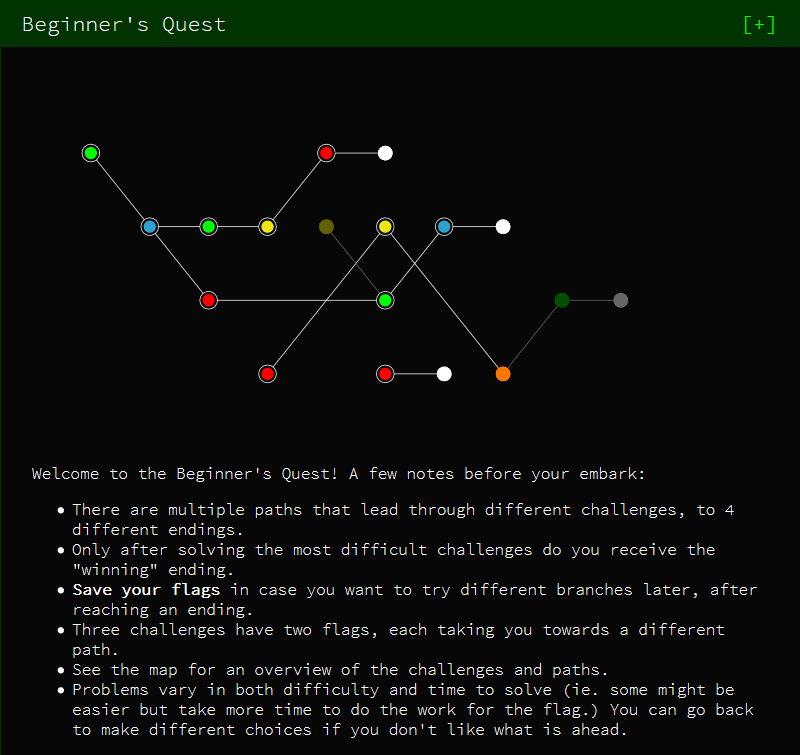 Beginner's Quest
[+]
Welcome to the Beginner's Quest! A few notes before your embark:
• There are multiple paths that lead through different challenges, to 4
different endings.
• Only after solving the most difficult challenges do you receive the
"winning" ending.
• Save your flags in case you want to try different branches later, after
reaching an ending.
• Three challenges have two flags, each taking you towards a different
path.
• See the map for an overview of the challenges and paths.
• Problems vary in both difficulty and time to solve (ie. some might be
easier but take more time to do the work for the flag.) You can go back
to make different choices if you don't like what is ahead.